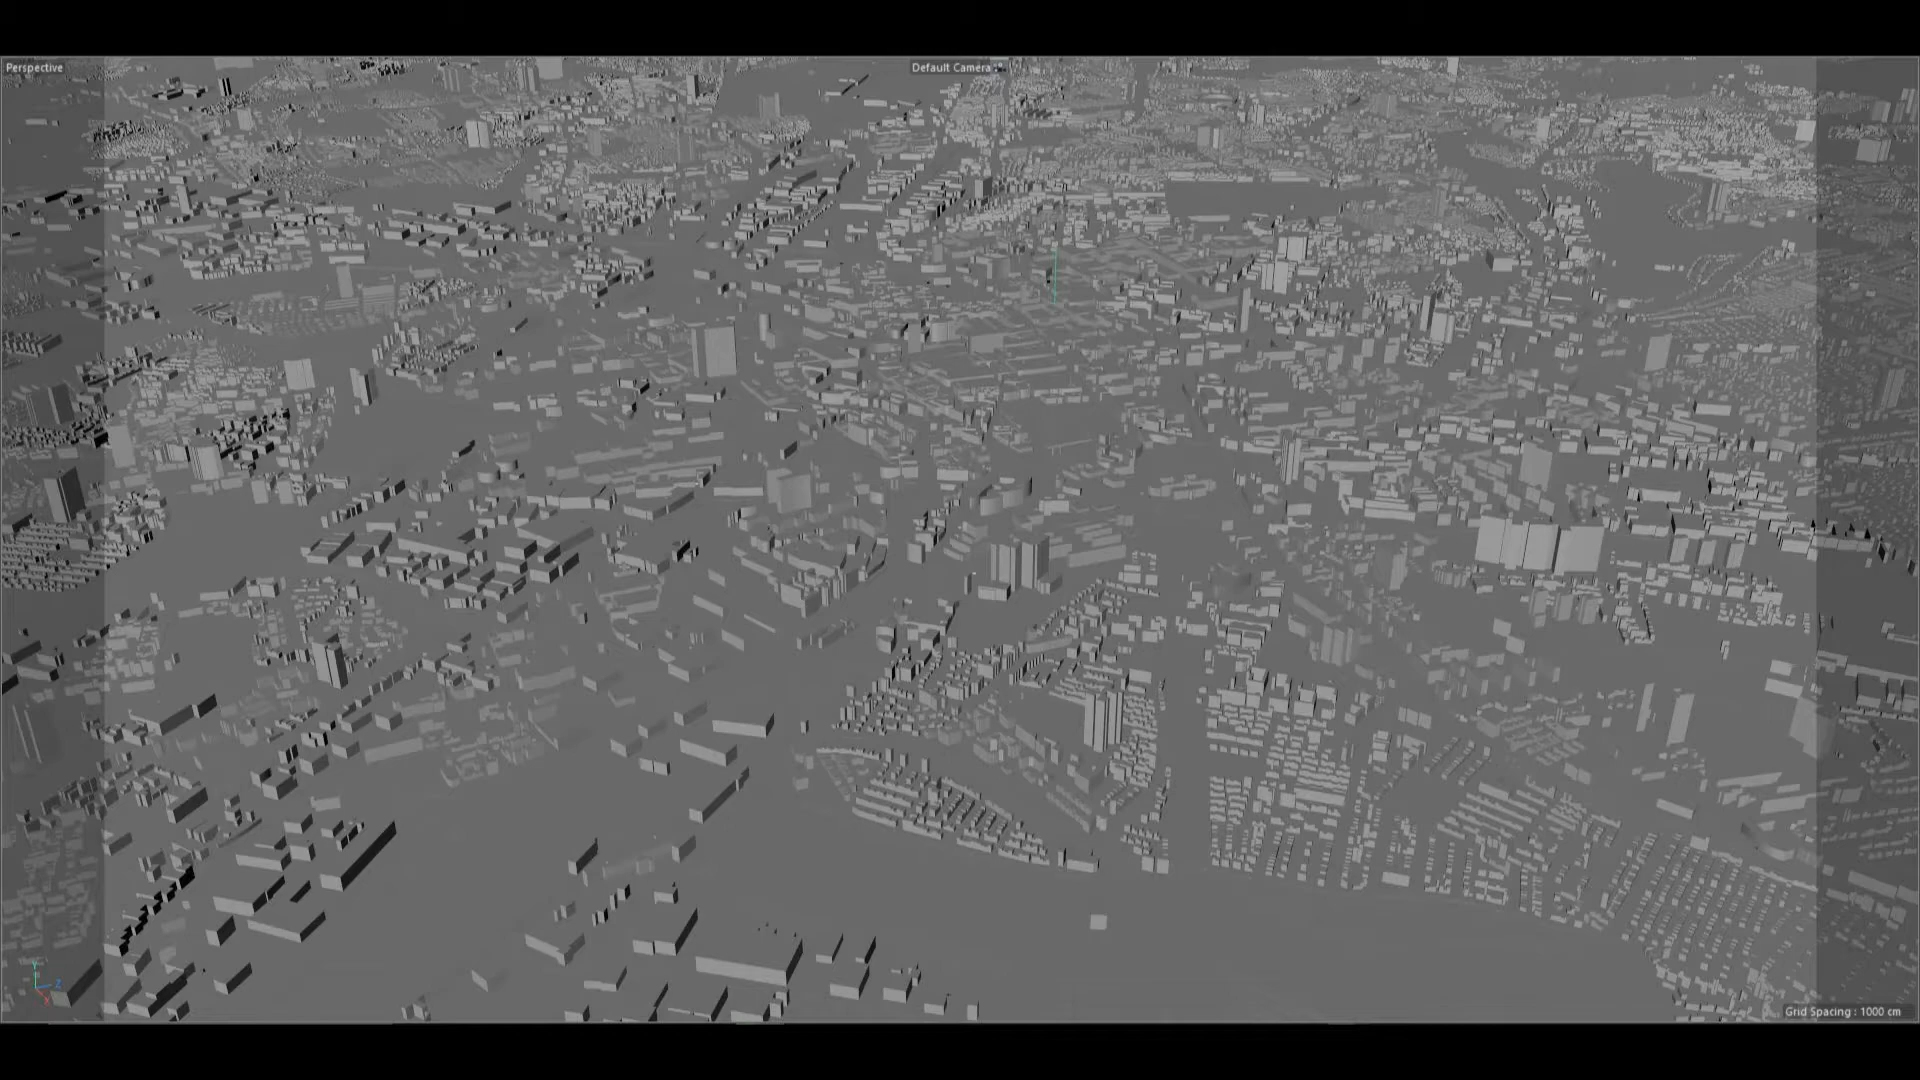 Perspective
Default Camera
Y
Z
X
Grid Spacing : 1000 cm